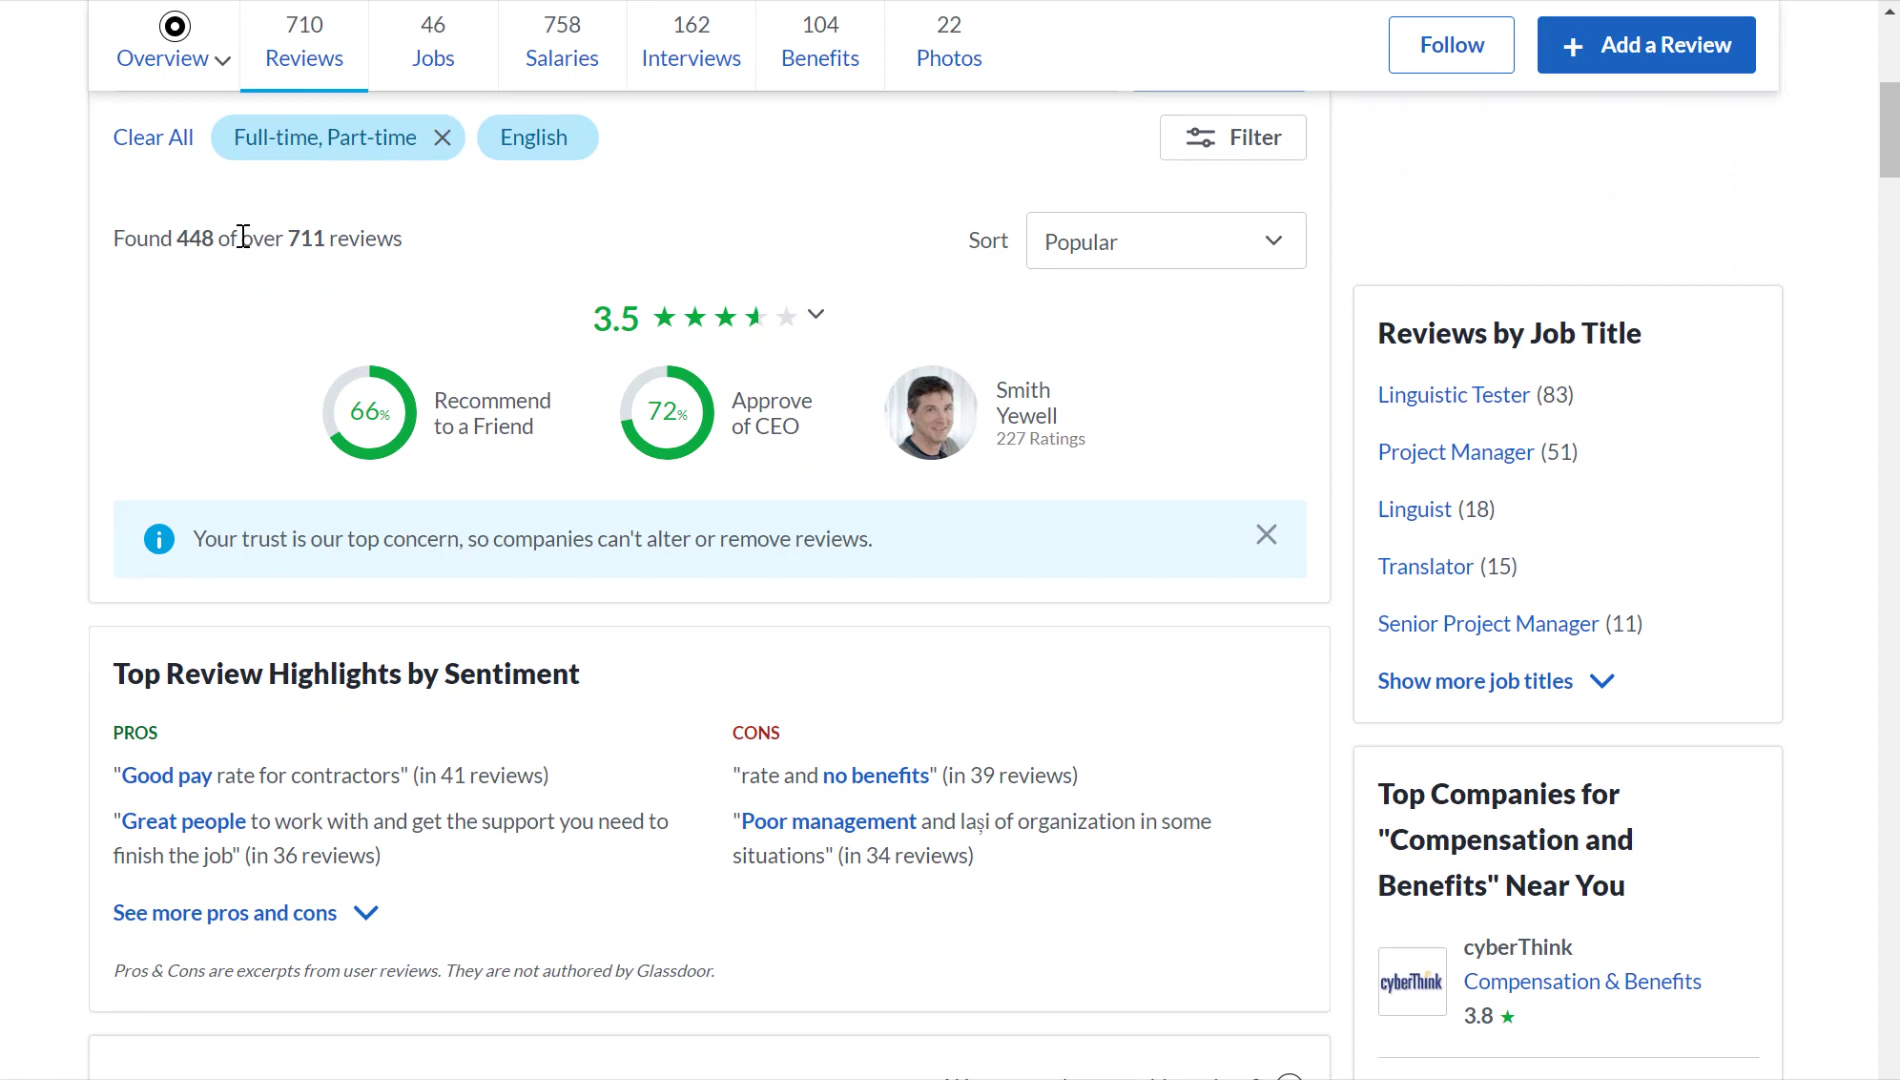 710
46
758
162
104
22
Overview
Reviews
Jobs
Salaries
Interviews
Benefits
Photos
Follow
+ Add a Review
Clear All
Full-time, Part-time
English
Filter
Found 448 of over 711 reviews
Sort
Popular
3.5
66%
Recommend
to a Friend
72%
Approve
of CEO
Smith
Yewell
227 Ratings
Your trust is our top concern, so companies can't alter or remove reviews.
Top Review Highlights by Sentiment
PROS
"Good pay rate for contractors" (in 41 reviews)
"Great people to work with and get the support you need to
finish the job" (in 36 reviews)
CONS
"rate and no benefits" (in 39 reviews)
"Poor management and lași of organization in some
situations" (in 34 reviews)
See more pros and cons
Pros & Cons are excerpts from user reviews. They are not authored by Glassdoor.
Reviews by Job Title
Linguistic Tester (83)
Project Manager (51)
Linguist (18)
Translator (15)
Senior Project Manager (11)
Show more job titles
Top Companies for
"Compensation and
Benefits" Near You
cyberThink
cyberThink
Compensation & Benefits
3.8